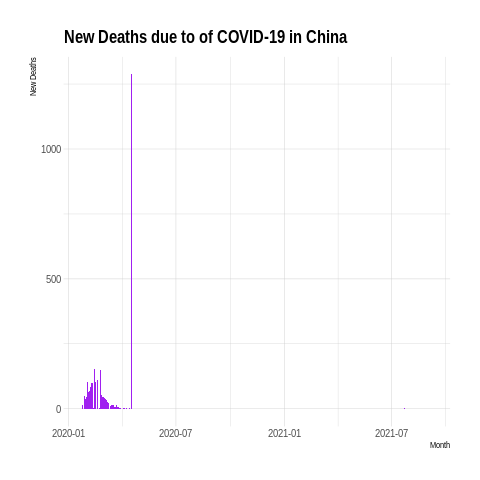 New Deaths due to of COVID-19 in China
New Deaths
1000
500
0
2020-01 2020-07 2021-01 2021-07
Month